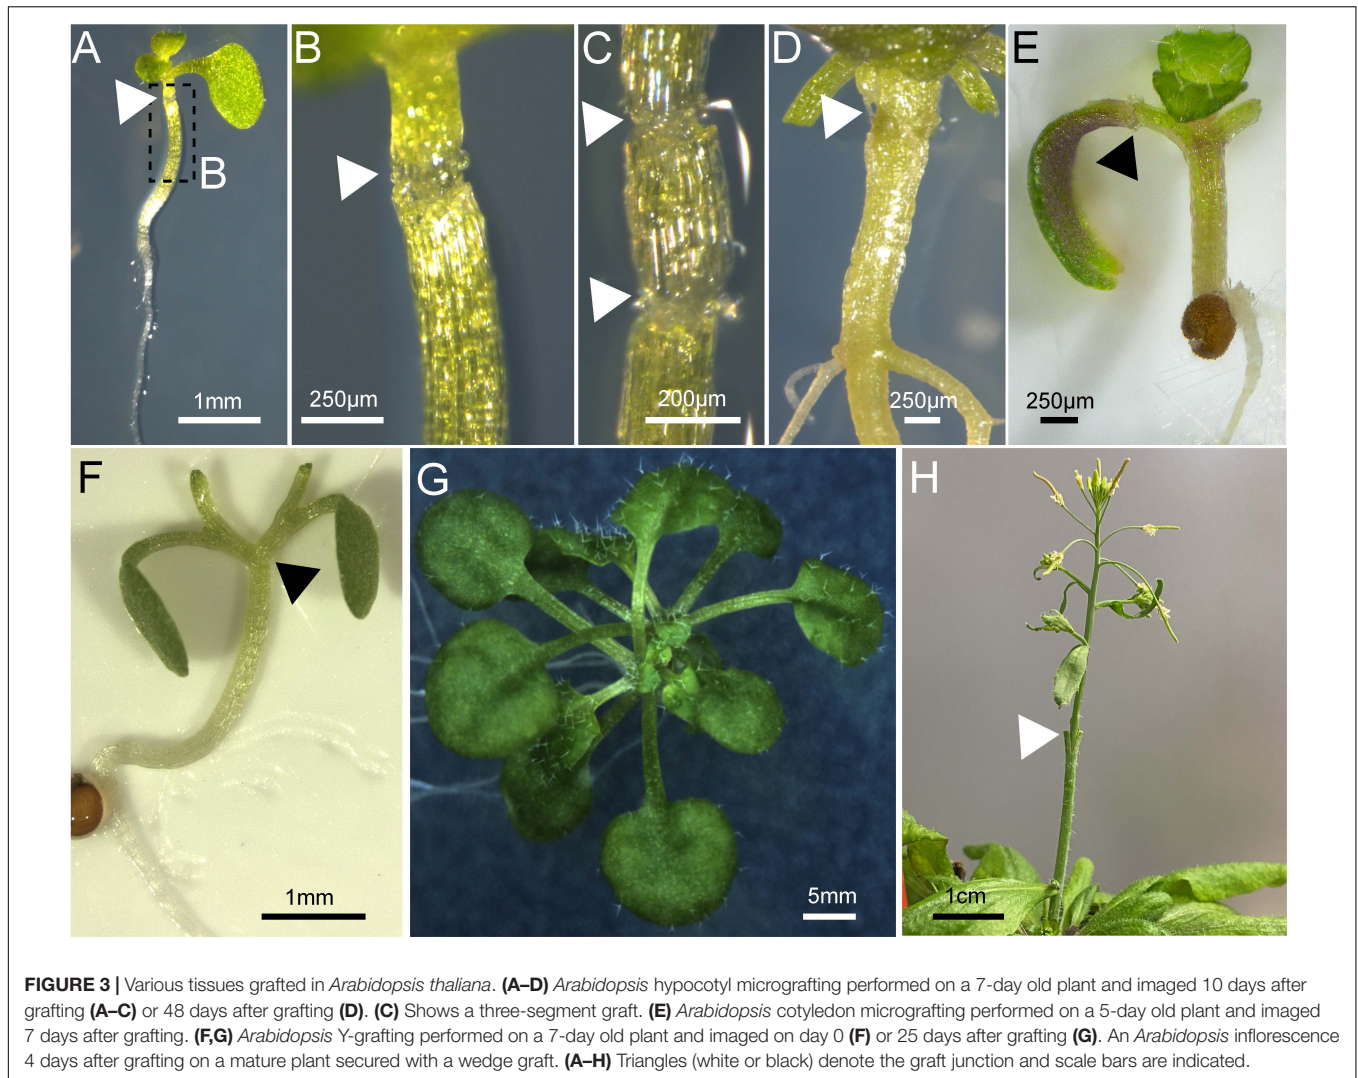 A
B
C
D
E
B
1mm
250µm
200µm
250µm
250µm
F
G
H
1mm
5mm
1cm
FIGURE 3 | Various tissues grafted in Arabidopsis thaliana. (A–D) Arabidopsis hypocotyl micrografting performed on a 7-day old plant and imaged 10 days after
grafting (A–C) or 48 days after grafting (D). (C) Shows a three-segment graft. (E) Arabidopsis cotyledon micrografting performed on a 5-day old plant and imaged
7 days after grafting. (F,G) Arabidopsis Y-grafting performed on a 7-day old plant and imaged on day 0 (F) or 25 days after grafting (G). An Arabidopsis inflorescence
4 days after grafting on a mature plant secured with a wedge graft. (A–H) Triangles (white or black) denote the graft junction and scale bars are indicated.